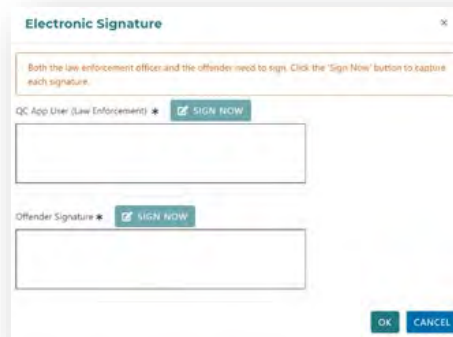 Electronic Signature ×
Both the law enforcement officer and the offender need to sign. Click the 'Sign Now' button to capture
each signature.
QC App User (Law Enforcement) * SIGN NOW
Offender Signature * SIGN NOW
OK CANCEL